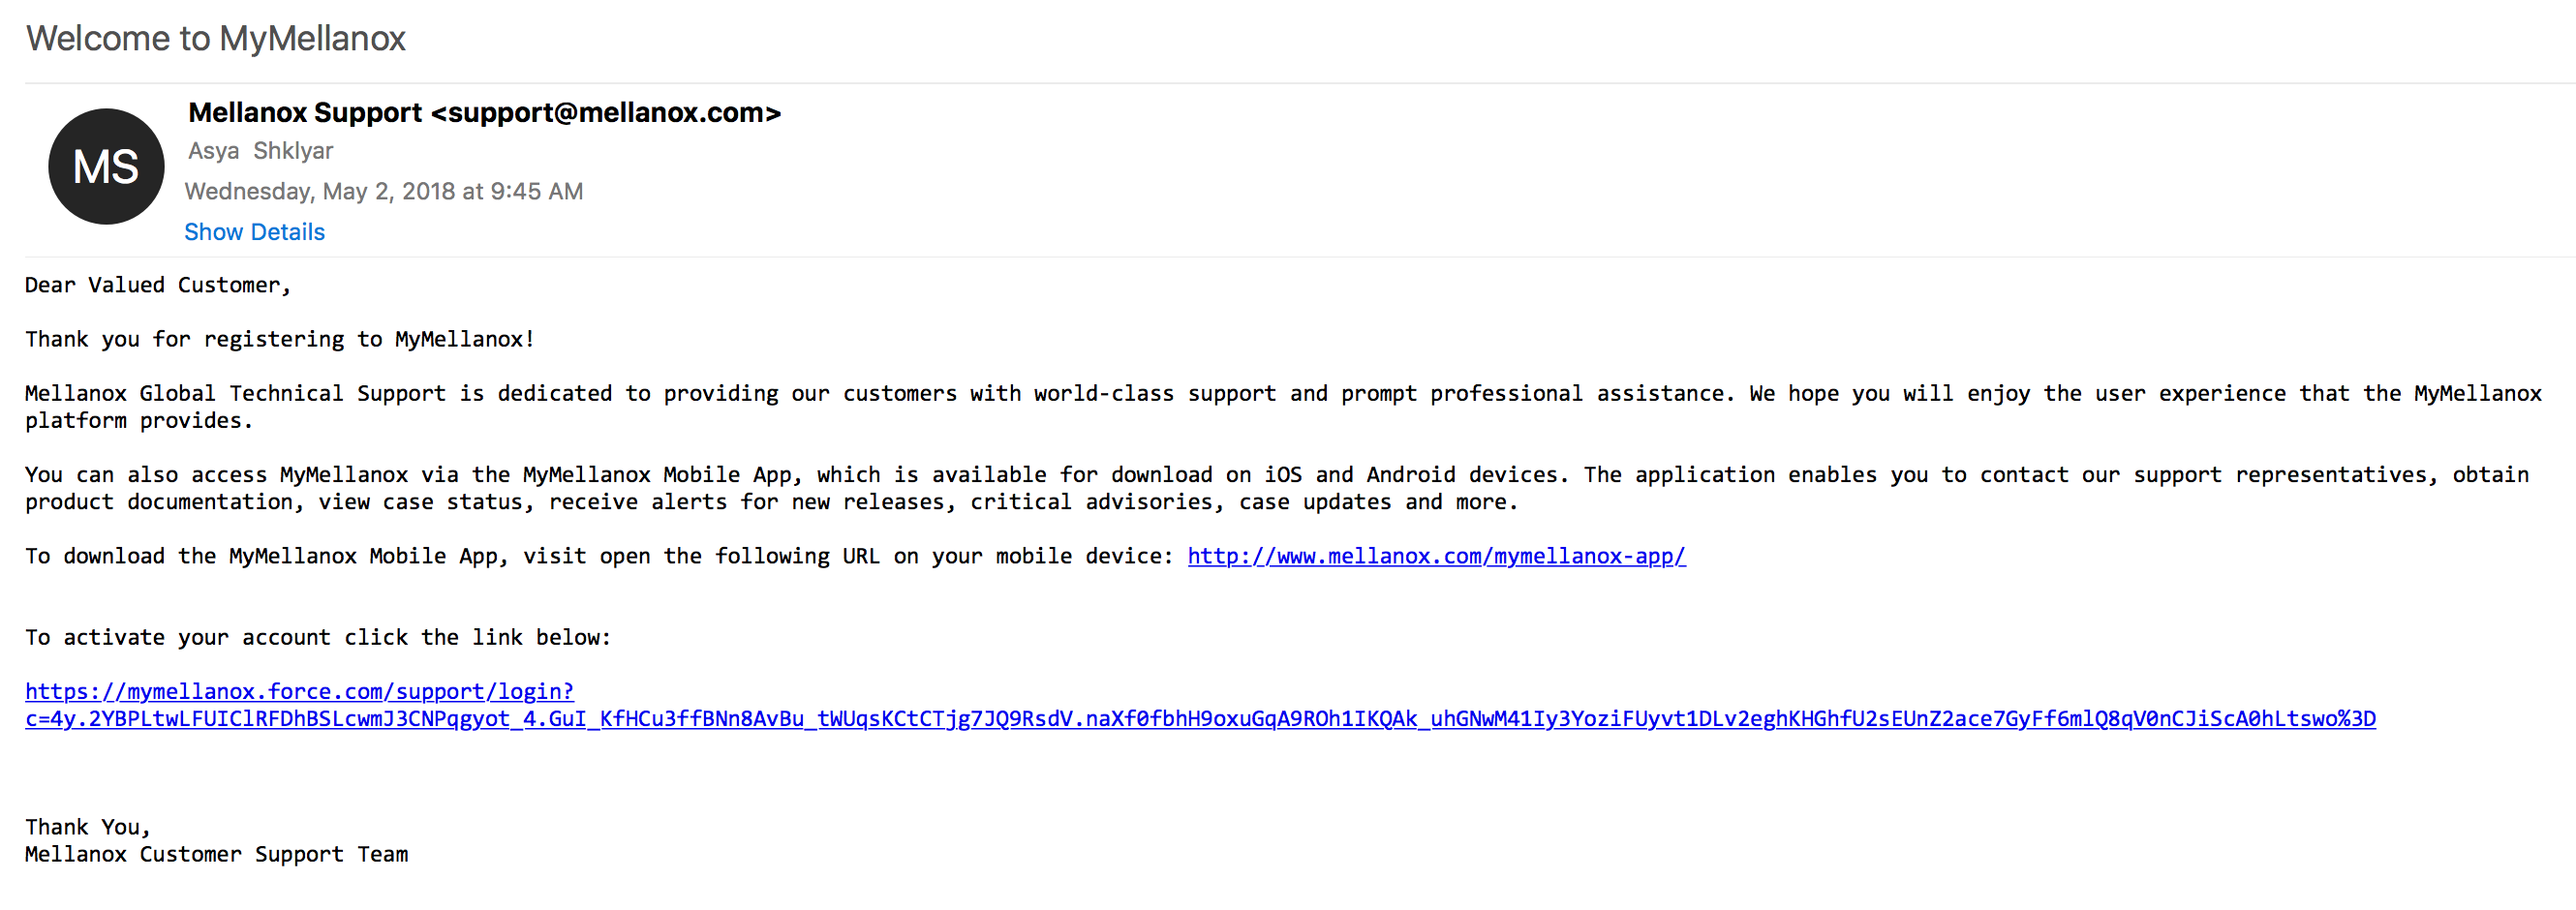 Welcome to MyMellanox
MS
Mellanox Support <support@mellanox.com>
Asya Shklyar
Wednesday, May 2, 2018 at 9:45 AM
Show Details
Dear Valued Customer,
Thank you for registering to MyMellanox!
Mellanox Global Technical Support is dedicated to providing our customers with world-class support and prompt professional assistance. We hope you will enjoy the user experience that the MyMellanox
platform provides.
You can also access MyMellanox via the MyMellanox Mobile App, which is available for download on iOS and Android devices. The application enables you to contact our support representatives, obtain
product documentation, view case status, receive alerts for new releases, critical advisories, case updates and more.
To download the MyMellanox Mobile App, visit open the following URL on your mobile device: http://www.mellanox.com/mymellanox-app/
To activate your account click the link below:
https://mymellanox.force.com/support/login?
c=4y.2YBPLtwLFUIClRFDhBSLcwmJ3CNPqgyot_4.GuI_KfHCu3ffBNn8AvBu_tWUqsKCtCTjg7JQ9RsdV.naXf0fbhH9oxuGqA9ROh1IKQAk_uhGNwM41Iy3YoziFUyvt1DLv2eghKHGhfU2sEUnZ2ace7GyFf6mlQ8qV0nCJiScA0hLtswo%3D
Thank You,
Mellanox Customer Support Team